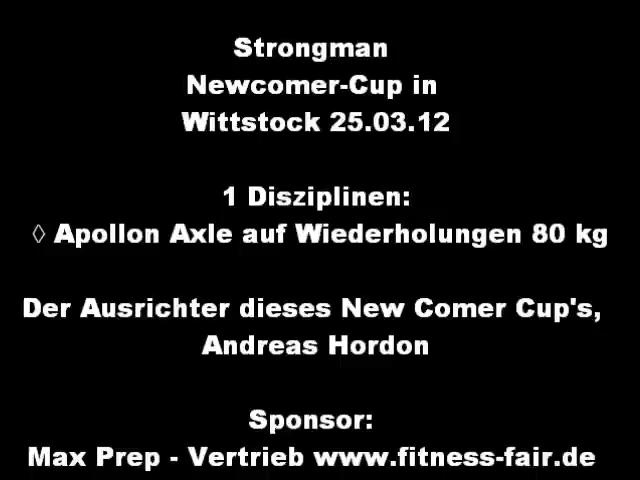 Strongman
Newcomer-Cup in
Wittstock 25.03.12
1 Disziplinen:
◊ Apollon Axle auf Wiederholungen 80 kg
Der Ausrichter dieses New Comer Cup's,
Andreas Hordon
Sponsor:
Max Prep - Vertrieb www.fitness-fair.de